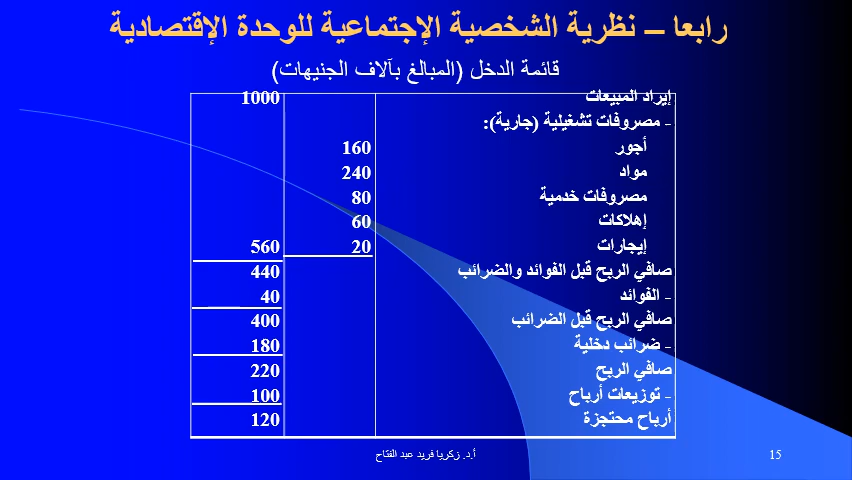 رابعا – نظرية الشخصية الإجتماعية للوحدة الإقتصادية
قائمة الدخل (المبالغ بآلاف الجنيهات)
إيراد المبيعات 1000
- مصروفات تشغيلية (جارية):
أجور 160
مواد 240
مصروفات خدمية 80
إهلاكات 60
إيجارات 20 560
صافي الربح قبل الفوائد والضرائب 440
- الفوائد 40
صافي الربح قبل الضرائب 400
- ضرائب دخلية 180
صافي الربح 220
- توزيعات أرباح 100
أرباح محتجزة 120
أ.د. زكريا فريد عبد الفتاح
15